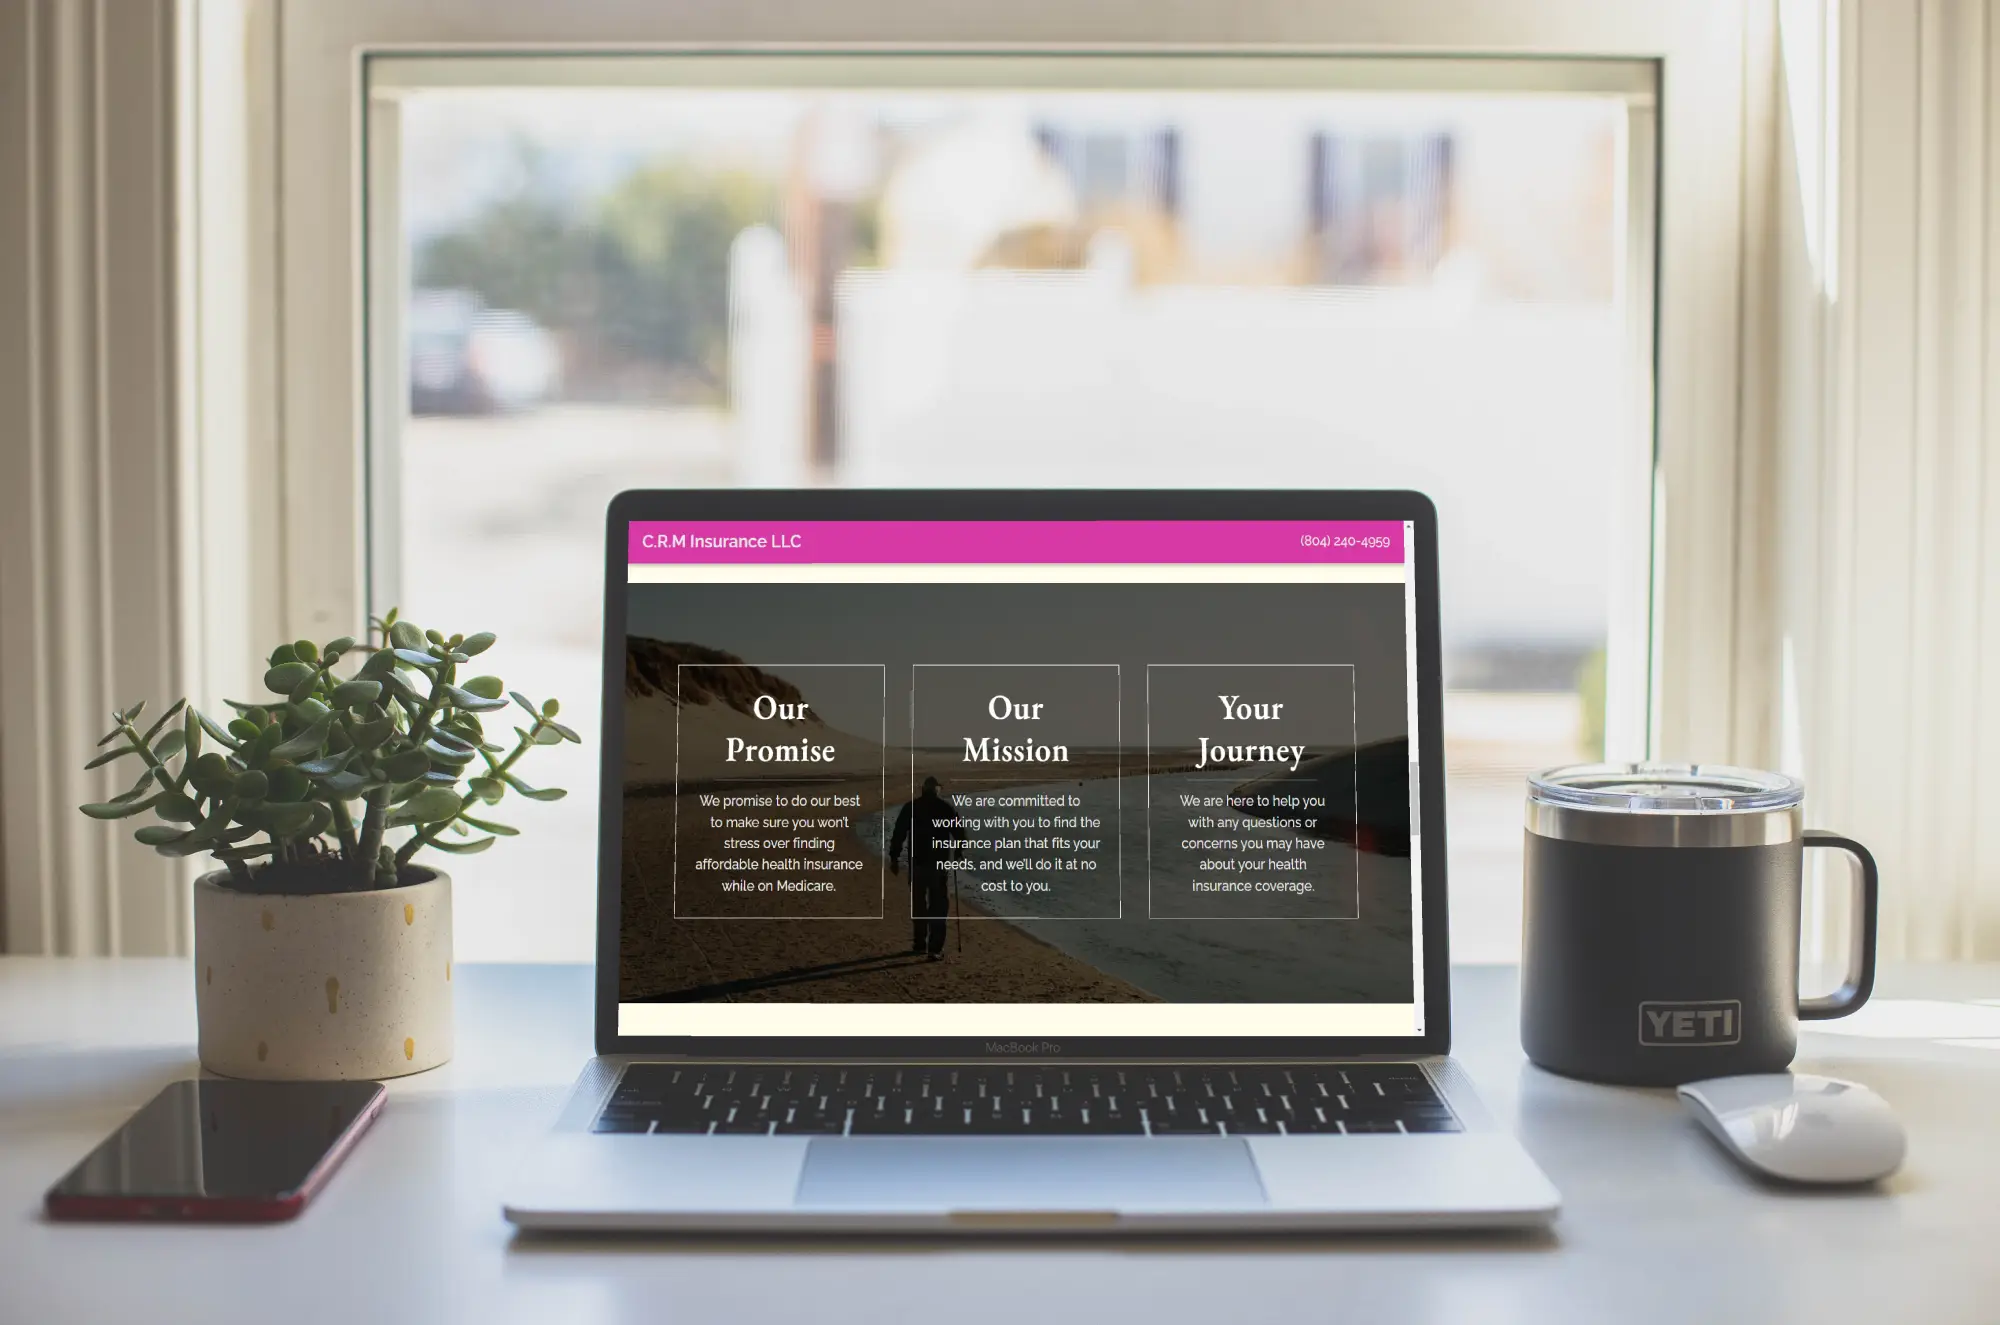 C.R.M Insurance LLC
(804) 240-4959
Our
Promise
We promise to do our best
to make sure you won't
stress over finding
affordable health insurance
while on Medicare.
Our
Mission
We are committed to
working with you to find the
insurance plan that fits your
needs, and we'll do it at no
cost to you.
Your
Journey
We are here to help you
with any questions or
concerns you may have
about your health
insurance coverage.
MacBook Pro
YETI